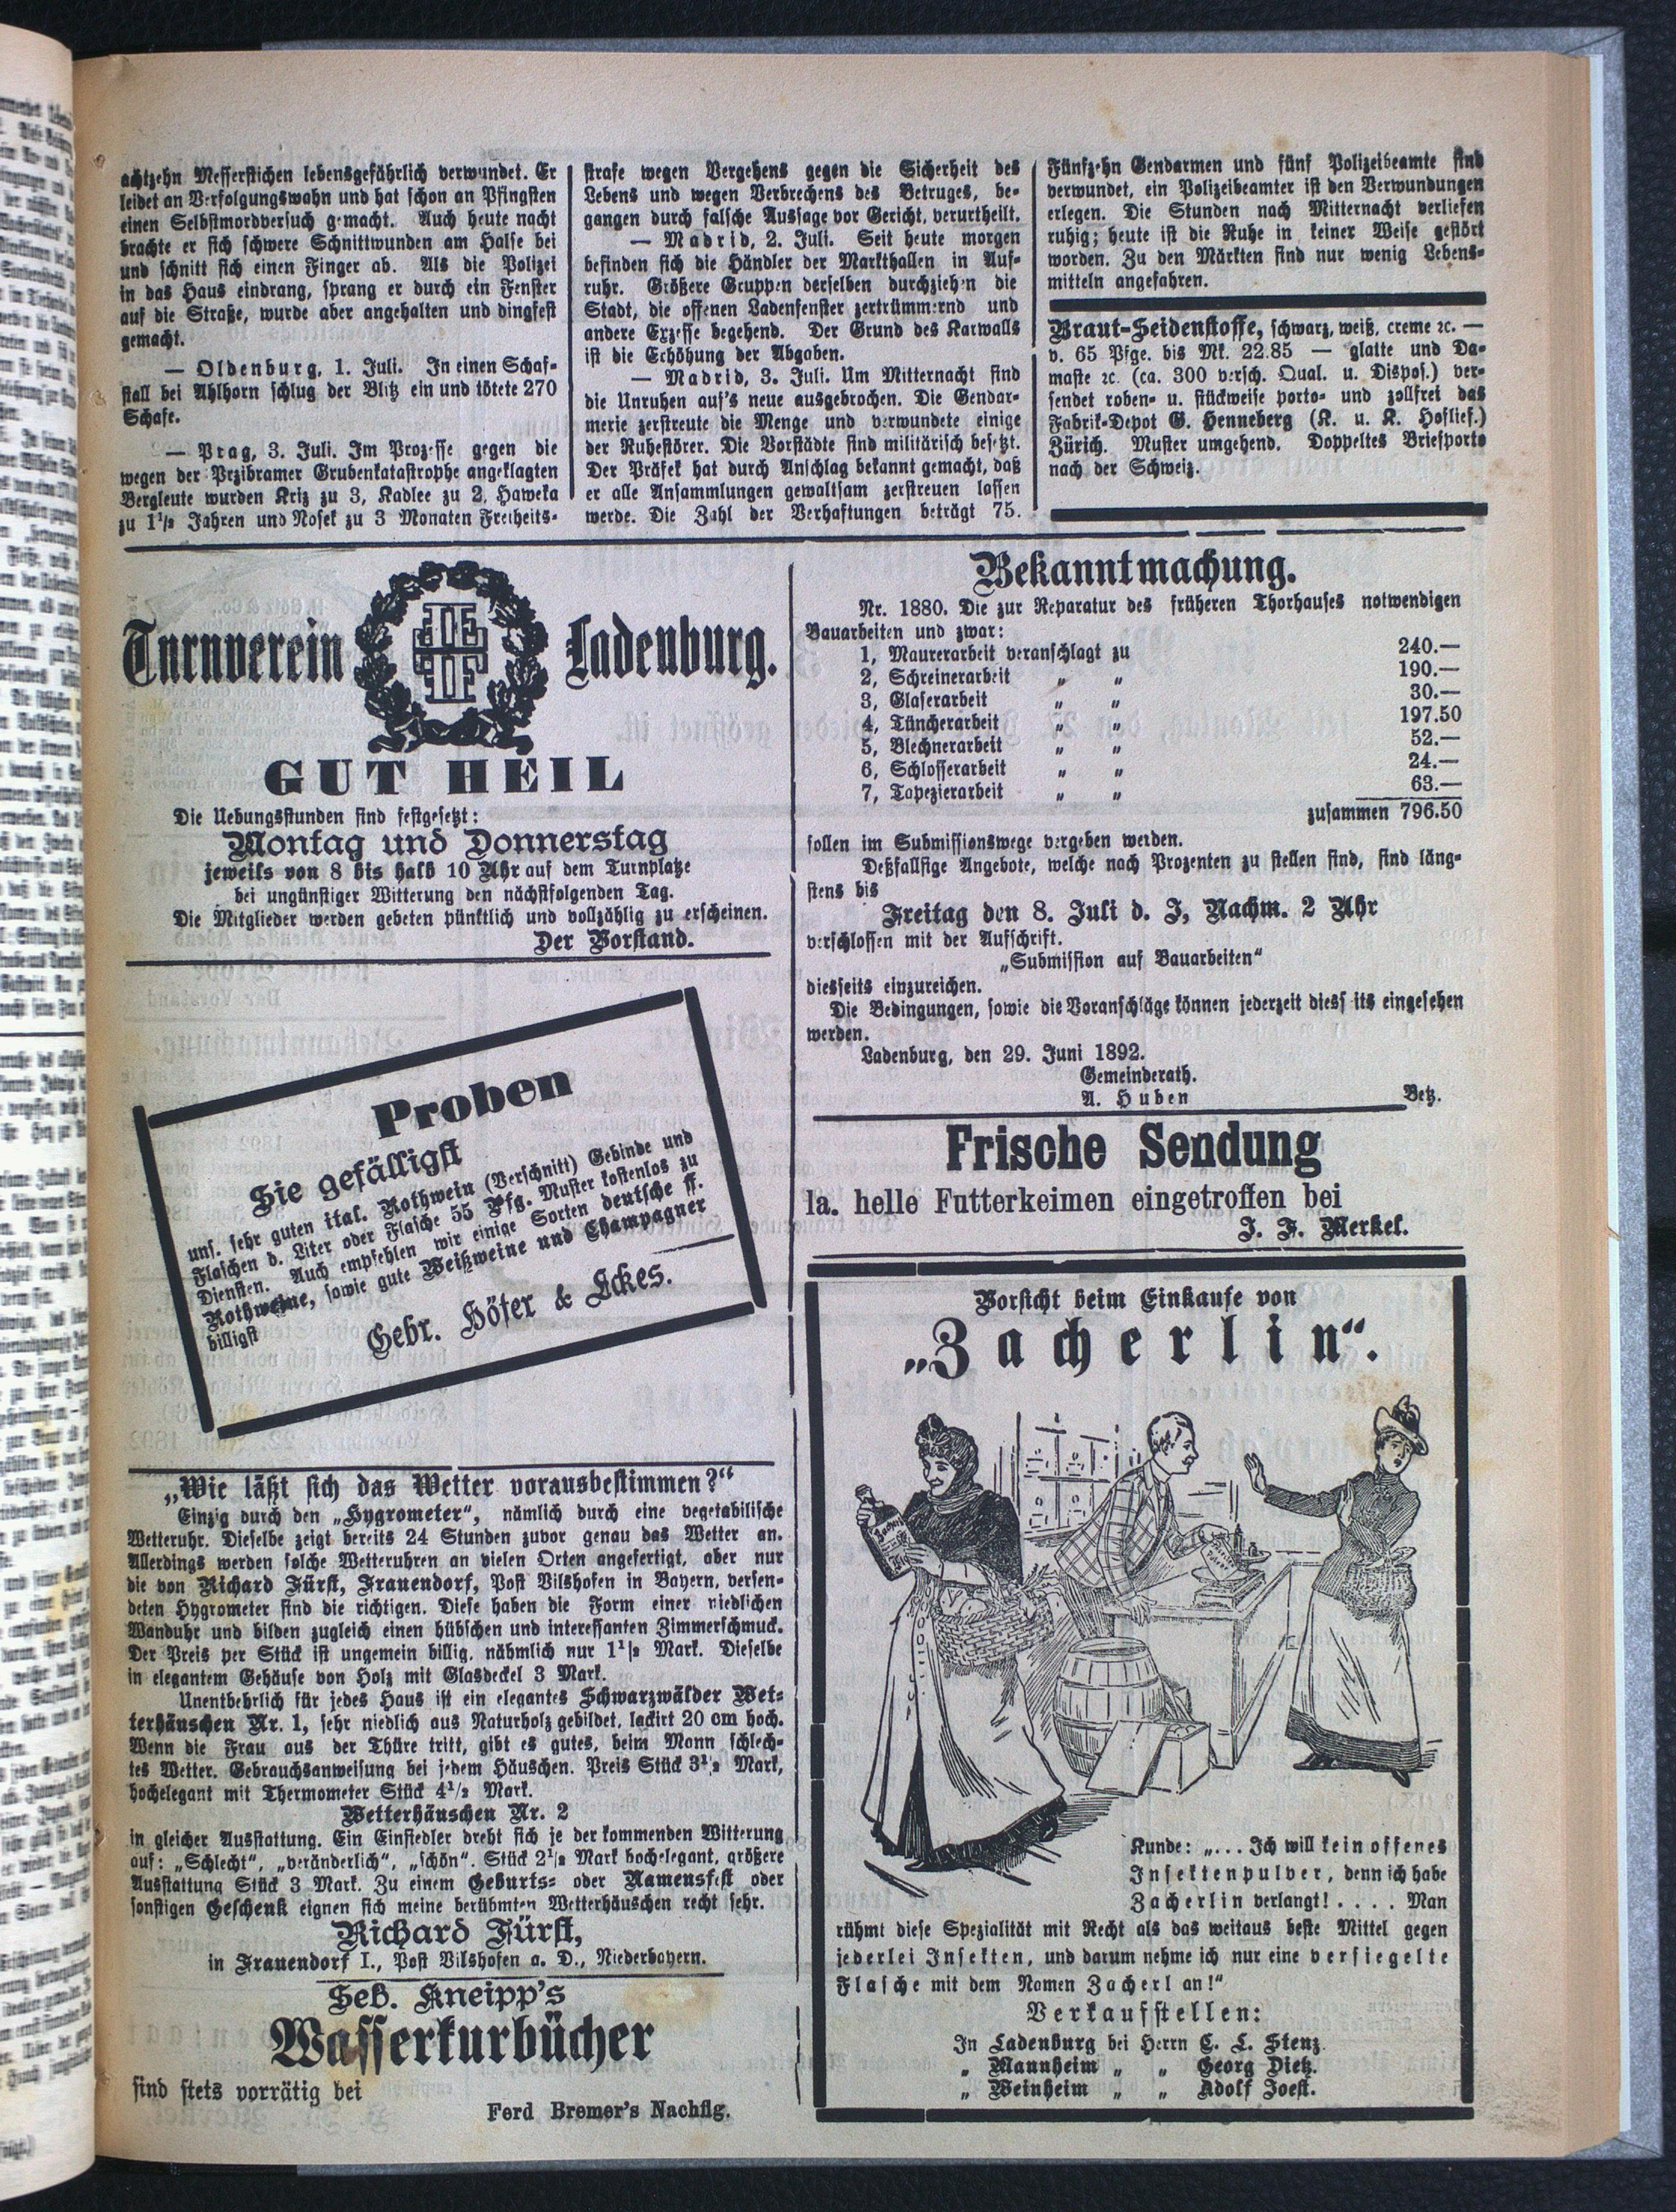 achtzehn Messerstichen lebensgefährlich verwundet. Er
leidet an Verfolgungswahn und hat schon an Pfingsten
einen Selbstmordversuch gemacht. Auch heute nacht
brachte er sich schwere Schnittwunden am Halse bei
und schnitt sich einen Finger ab. Als die Polizei
in das Haus eindrang, sprang er durch ein Fenster
auf die Straße, wurde aber angehalten und dingfest
gemacht.
— Oldenburg, 1. Juli. In einen Schaf-
stall bei Ahlhorn schlug der Blitz ein und tötete 270
Schafe.
— Prag, 3. Juli. Im Prozesse gegen die
wegen der Przibramer Grubenkatastrophe angeklagten
Bergleute wurden Kriz zu 3, Kadlec zu 2, Haweka
zu 1½ Jahren und Nosek zu 3 Monaten Freiheits-
strafe wegen Vergehens gegen die Sicherheit des
Lebens und wegen Verbrechens des Betruges, be-
gangen durch falsche Aussage vor Gericht, verurtheilt.
— Madrid, 2. Juli. Seit heute morgen
befinden sich die Händler der Markthallen in Auf-
ruhr. Größere Gruppen derselben durchziehen die
Stadt, die offenen Ladenfenster zertrümmernd und
andere Exzesse begehend. Der Grund des Karwalls
ist die Erhöhung der Abgaben.
— Madrid, 3. Juli. Um Mitternacht sind
die Unruhen auf's neue ausgebrochen. Die Gendar-
merie zerstreute die Menge und verwundete einige
der Ruhestörer. Die Vorstädte sind militärisch besetzt.
Der Präfek hat durch Anschlag bekannt gemacht, daß
er alle Ansammlungen gewaltsam zerstreuen lassen
werde. Die Zahl der Verhaftungen beträgt 75.
Fünfzehn Gendarmen und fünf Polizeibeamte sind
verwundet, ein Polizeibeamter ist den Verwundungen
erlegen. Die Stunden nach Mitternacht verliefen
ruhig; heute ist die Ruhe in keiner Weise gestört
worden. Zu den Märkten sind nur wenig Lebens-
mitteln angefahren.
Braut-Seidenstoffe, schwarz, weiß, creme ꝛc. —
v. 65 Pfge. bis Mk. 22.85 — glatte und Da-
maste ꝛc. (ca. 300 versch. Qual. u. Dispos.) ver-
sendet roben- u. stückweise porto- und zollfrei das
Fabrik-Depot G. Henneberg (K. u. K. Hoflief.)
Zürich. Muster umgehend. Doppeltes Briefporto
nach der Schweiz.
Turnverein Ladenburg.
GUT HEIL
Die Uebungsstunden sind festgesetzt:
Montag und Donnerstag
jeweils von 8 bis halb 10 Uhr auf dem Turnplatze
bei ungünstiger Witterung den nächstfolgenden Tag.
Die Mitglieder werden gebeten pünktlich und vollzählig zu erscheinen.
Der Vorstand.
Proben
Sie gefälligst
uns. sehr guten ital. Rothwein (Verschnitt) Gebinde und
Flaschen d. Liter oder Flasche 55 Pfg. Muster kostenlos zu
Diensten. Auch empfehlen wir einige Sorten deutsche ff.
Rothweine, sowie gute Weißweine und Champagner
billigst
Gebr. Höfer & Eckes.
„Wie läßt sich das Wetter vorausbestimmen?“
Einzig durch den „Hygrometer“, nämlich durch eine vegetabilische
Wetteruhr. Dieselbe zeigt bereits 24 Stunden zuvor genau das Wetter an.
Allerdings werden solche Wetteruhren an vielen Orten angefertigt, aber nur
die von Richard Fürst, Frauendorf, Post Vilshofen in Bayern, versen-
deten Hygrometer sind die richtigen. Diese haben die Form einer niedlichen
Wanduhr und bilden zugleich einen hübschen und interessanten Zimmerschmuck.
Der Preis per Stück ist ungemein billig, nähmlich nur 1½ Mark. Dieselbe
in elegantem Gehäuse von Holz mit Glasdeckel 3 Mark.
Unentbehrlich für jedes Haus ist ein elegantes Schwarzwälder Wet-
terhäuschen Nr. 1, sehr niedlich aus Naturholz gebildet, lackirt 20 cm hoch.
Wenn die Frau aus der Thüre tritt, gibt es gutes, beim Mann schlech-
tes Wetter. Gebrauchsanweisung bei jedem Häuschen. Preis Stück 3½ Mark,
hochelegant mit Thermometer Stück 4½ Mark.
Wetterhäuschen Nr. 2
in gleicher Ausstattung. Ein Einsiedler dreht sich je der kommenden Witterung
auf: „Schlecht“, „veränderlich“, „schön“. Stück 2½ Mark hochelegant, größere
Ausstattung Stück 3 Mark. Zu einem Geburts- oder Namensfest oder
sonstigen Geschenk eignen sich meine berühmten Wetterhäuschen recht sehr.
Richard Fürst,
in Frauendorf I., Post Vilshofen a. D., Niederbayern.
Seb. Kneipp's
Wasserkurbücher
sind stets vorrätig bei
Ferd Bremer's Nachflg.
Bekanntmachung.
Nr. 1880. Die zur Reparatur des früheren Thorhauses notwendigen
Bauarbeiten und zwar:
1, Maurerarbeit veranschlagt zu 240.—
2, Schreinerarbeit „ „ 190.—
3, Glaserarbeit „ „ 30.—
4, Tüncherarbeit „ „ 197.50
5, Blechnerarbeit „ „ 52.—
6, Schlosserarbeit „ „ 24.—
7, Tapezierarbeit „ „ 63.—
zusammen 796.50
sollen im Submissionswege vergeben werden.
Deßfallsige Angebote, welche nach Prozenten zu stellen sind, sind läng-
stens bis
Freitag den 8. Juli d. J, Nachm. 2 Uhr
verschlossen mit der Aufschrift.
„Submission auf Bauarbeiten“
diesseits einzureichen.
Die Bedingungen, sowie die Voranschläge können jederzeit diess its eingesehen
werden.
Ladenburg, den 29. Juni 1892.
Gemeinderath.
A. Huben
Betz.
Frische Sendung
Ia. helle Futterkeimen eingetroffen bei
J. F. Merkel.
Vorsicht beim Einkaufe von
„Zacherlin“.
Kunde: „... Ich will kein offenes
Insektenpulver, denn ich habe
Zacherlin verlangt! .... Man
rühmt diese Spezialität mit Recht als das weitaus beste Mittel gegen
jederlei Insekten, und darum nehme ich nur eine versiegelte
Flasche mit dem Namen Zacherl an!“
Verkaufstellen:
In Ladenburg bei Herrn C. L. Stenz.
„ Mannheim „ „ Georg Dietz.
„ Weinheim „ „ Adolf Joest.